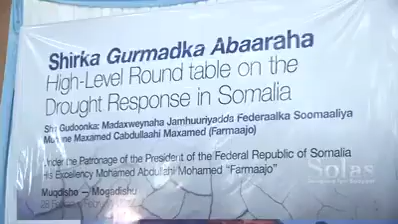 Shirka Gurmadka Abaaraha
High-Level Round table on the
Drought Response in Somalia
Gudoonka: Madaxweynaha Jamhuuriyadda Federaalka Soomaaliya
Maxamed Cabdullaahi Maxamed (Farmaajo)
Under the Patronage of the President of the Federal Republic of Somalia
His Excellency Mohamed Abdullahi Mohamed "Farmaajo"
Muqdisho – Mogadishu
28
Solas